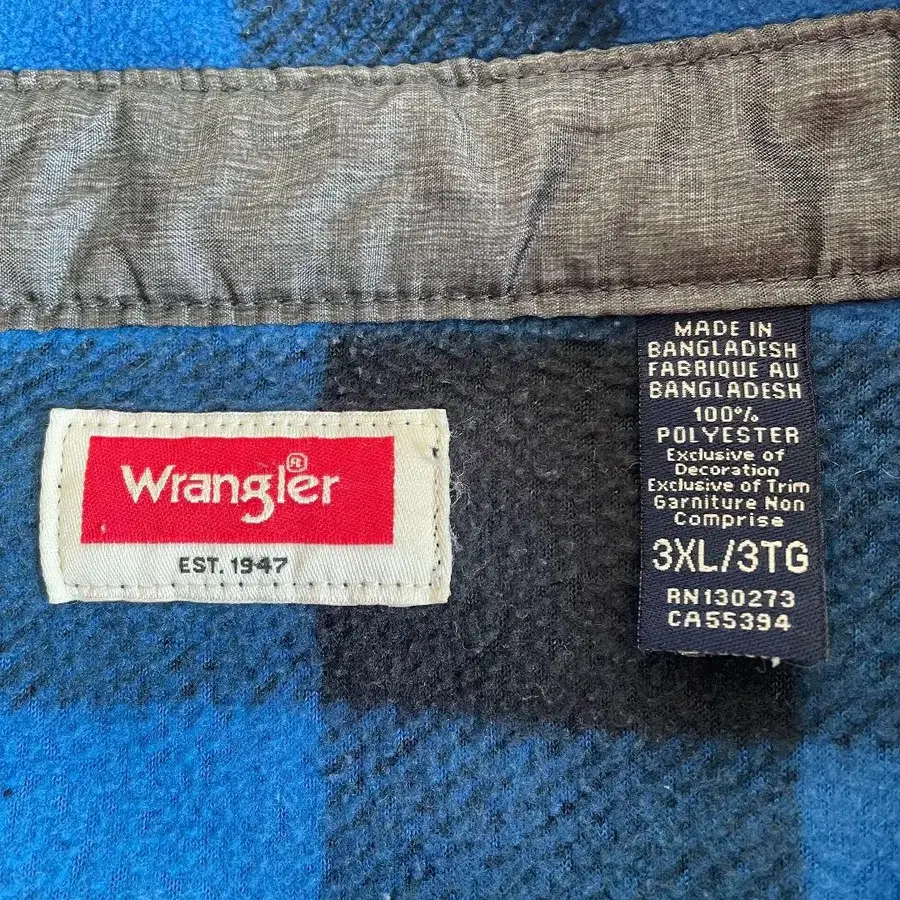 Wrangler®
EST. 1947
MADE IN
BANGLADESH
FABRIQUE AU
BANGLADESH
100%
POLYESTER
Exclusive of
Decoration
Exclusive of Trim
Garniture Non
Comprise
3XL/3TG
RN130273
CA55394